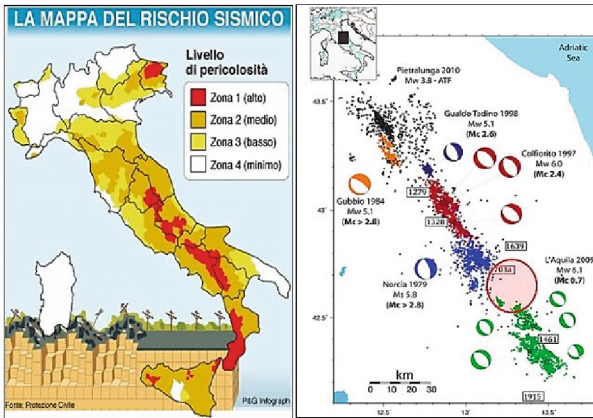 LA MAPPA DEL RISCHIO SISMICO
Livello
di pericolosità
Zona 1 (alto)
Zona 2 (medio)
Zona 3 (basso)
Zona 4 (minimo)
Fonte: Protezione Civile
P&G Infograph
Adriatic
Sea
Pietralunga 2010
Mw 3.8 - ATF
43.5
Gualdo Tadino 1998
Mw 5.1
(Mc 2.6)
Colfiorito 1997
Mw 6.0
(Mc 2.4)
Gubbio 1984
Mw 5.1
(Mc > 2.8)
1279
43
1328
1639
1703a
L'Aquila 2009
Mw 6.1
(Mc 0.7)
Norcia 1979
Ms 5.8
(Mc > 2.8)
42.5
1461
km
0 10 20 30
1915
12.5
13
13.5